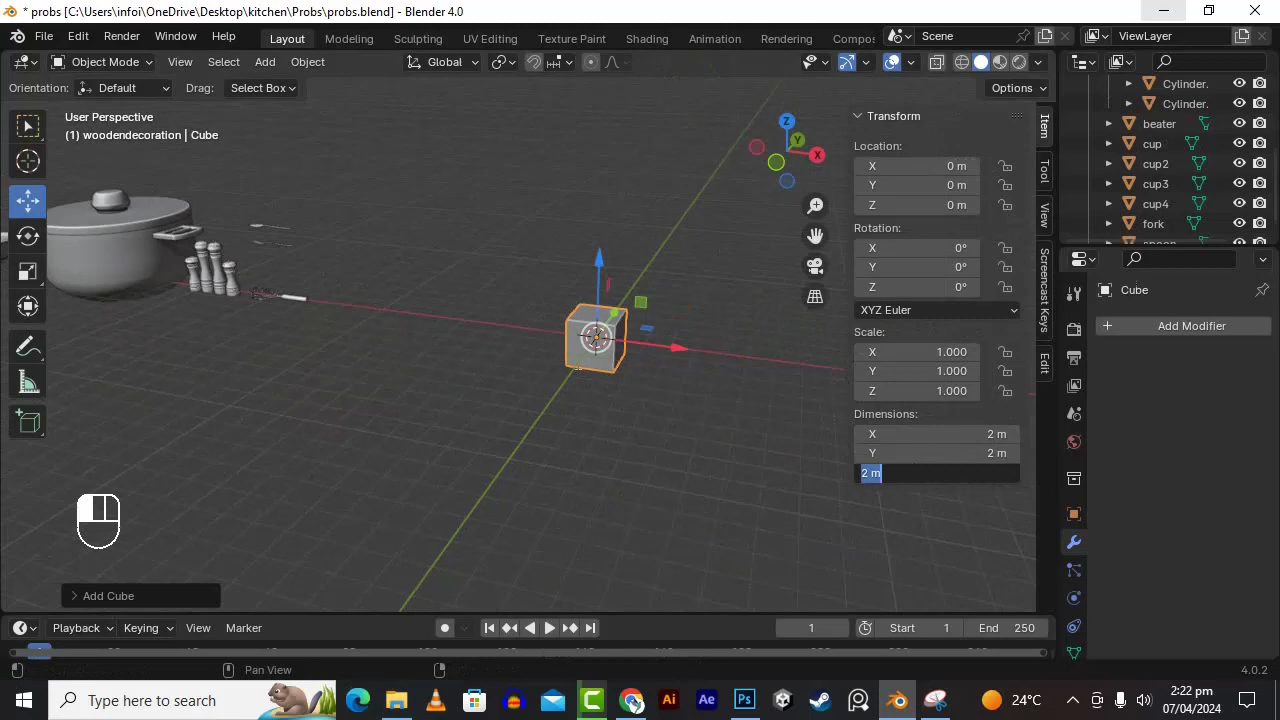 * probs [C:\Users\infoi\OneDrive\Desktop\kitchen\Probs\probs.blend] - Blender 4.0
File Edit Render Window Help
Layout Modeling Sculpting UV Editing Texture Paint Shading Animation Rendering Compos
Scene
ViewLayer
Object Mode View Select Add Object
Global
Orientation: Default Drag: Select Box
Options
User Perspective
(1) woodendecoration | Cube
Z
Y
X
Transform
Location:
X 0 m
Y 0 m
Z 0 m
Rotation:
X 0°
Y 0°
Z 0°
XYZ Euler
Scale:
X 1.000
Y 1.000
Z 1.000
Dimensions:
X 2 m
Y 2 m
2 m
Item
Tool
View
Screencast Keys
Edit
Cylinder.
Cylinder.
beater
cup
cup2
cup3
cup4
fork
Cube
Add Modifier
Add Cube
Playback Keying View Marker
1
Start 1 End 250
Pan View
4.0.2
Type here to search
Ai
Ae
Ps
24°C
2:22 pm
07/04/2024